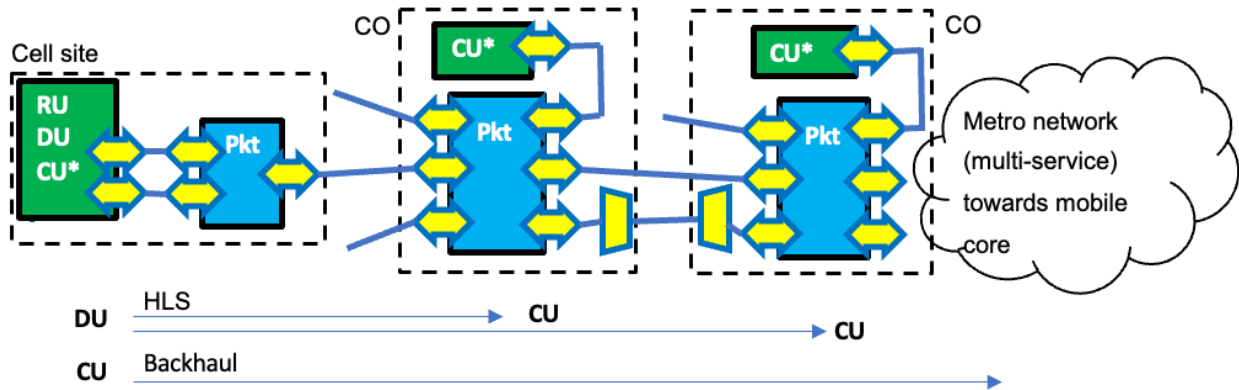 CO
CO
Cell site
CU*
CU*
RU
DU
CU*
Pkt
Pkt
Pkt
Metro network
(multi-service)
towards mobile
core
HLS
DU
CU
CU
CU
Backhaul